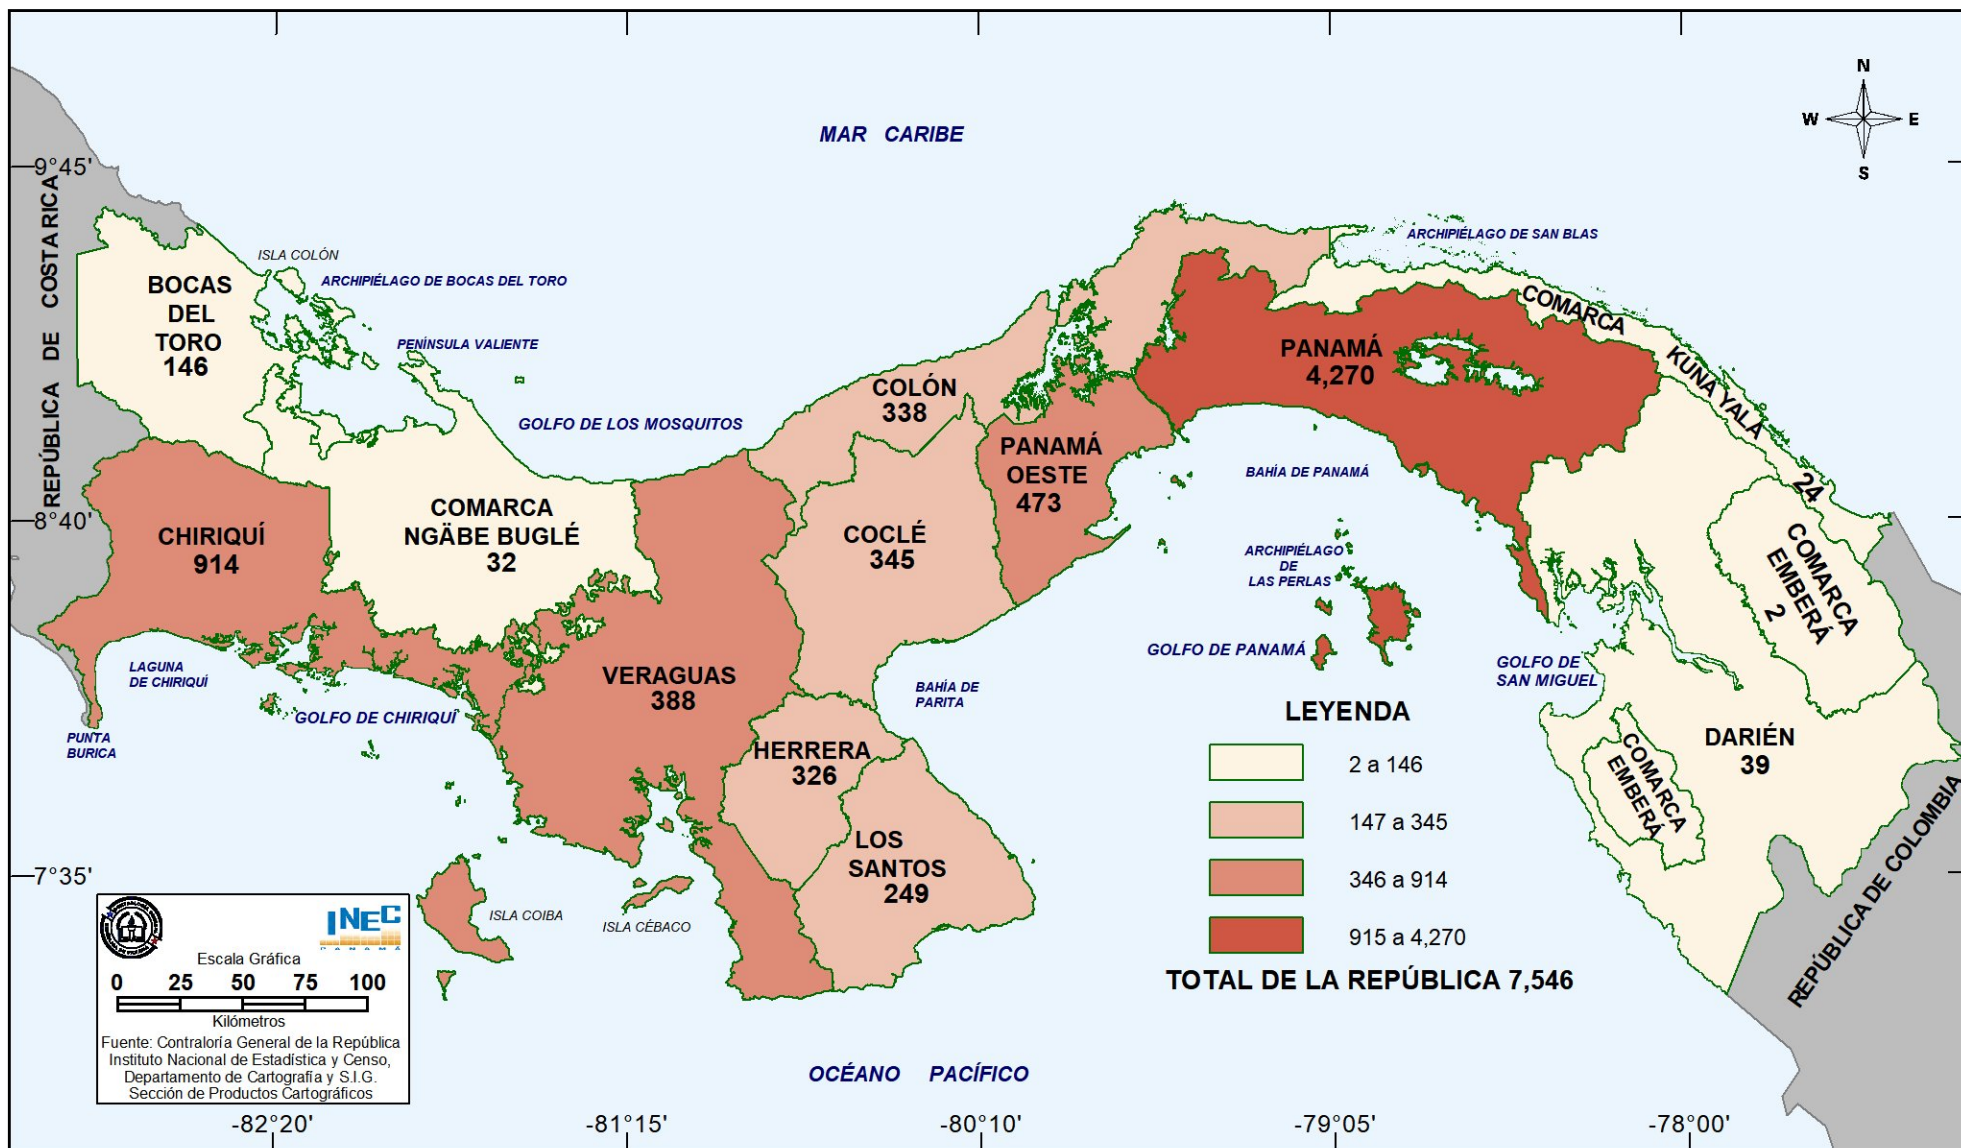 N
W E
S
MAR CARIBE
9°45'
8°40'
7°35'
REPÚBLICA DE COSTARICA
ISLA COLÓN
ARCHIPIÉLAGO DE BOCAS DEL TORO
BOCAS
DEL
TORO
146
PENÍNSULA VALIENTE
GOLFO DE LOS MOSQUITOS
ARCHIPIÉLAGO DE SAN BLAS
COMARCA
KÚNA YALÁ
24
PANAMÁ
4,270
COLÓN
338
PANAMÁ
OESTE
473
BAHÍA DE PANAMÁ
CHIRIQUÍ
914
COMARCA
NGÄBE BUGLÉ
32
COCLÉ
345
ARCHIPIÉLAGO
DE
LAS PERLAS
COMARCA
EMBERÁ
2
GOLFO DE PANAMÁ
GOLFO DE
SAN MIGUEL
LAGUNA
DE CHIRIQUÍ
GOLFO DE CHIRIQUÍ
VERAGUAS
388
BAHÍA DE
PARITA
PUNTA
BURICA
HERRERA
326
LOS
SANTOS
249
DARIÉN
39
COMARCA
EMBERÁ
REPÚBLICA DE COLOMBIA
ISLA COIBA
ISLA CÉBACO
LEYENDA
2 a 146
147 a 345
346 a 914
915 a 4,270
TOTAL DE LA REPÚBLICA 7,546
INEC
PANAMÁ
Escala Gráfica
0 25 50 75 100
Kilómetros
Fuente: Contraloría General de la República
Instituto Nacional de Estadística y Censo,
Departamento de Cartografía y S.I.G.
Sección de Productos Cartográficos
OCÉANO PACÍFICO
-82°20' -81°15' -80°10' -79°05' -78°00'